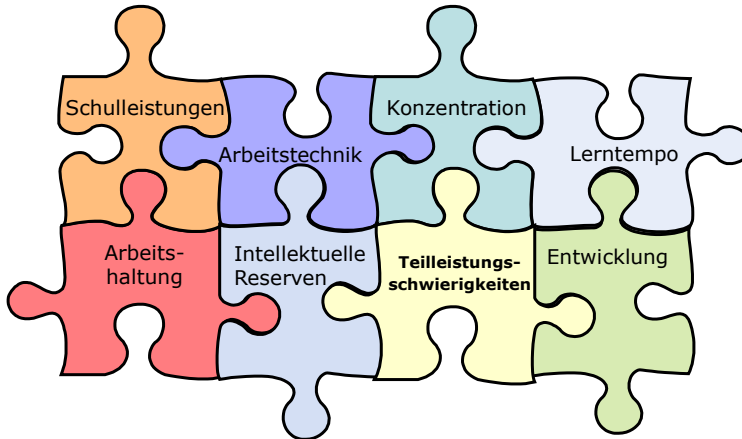 Schulleistungen
Arbeitstechnik
Konzentration
Lerntempo
Arbeits-
haltung
Intellektuelle
Reserven
Teilleistungs-
schwierigkeiten
Entwicklung